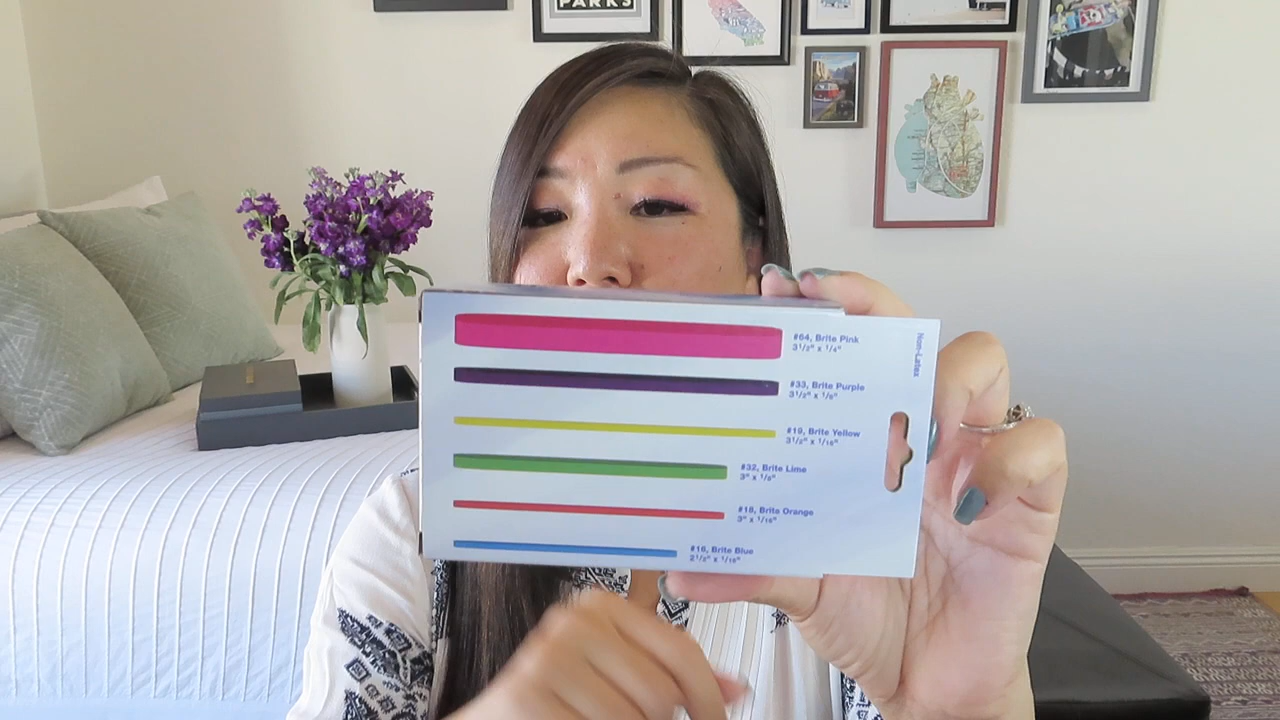 PARKS
#64, Brite Pink
3 1/2" x 1/4"
Non-Latex
#33, Brite Purple
3 1/2" x 1/8"
#19, Brite Yellow
3 1/2" x 1/16"
#32, Brite Lime
3" x 1/8"
#18, Brite Orange
3" x 1/16"
#16, Brite Blue
2 1/2" x 1/16"